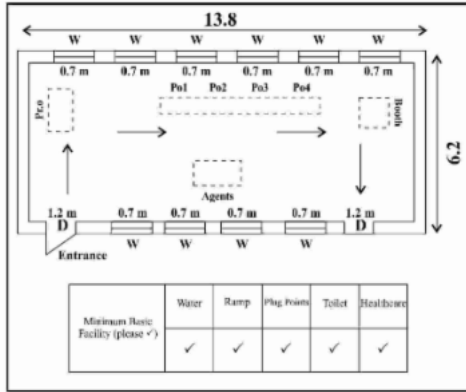 13.8
W W W W W W
0.7 m 0.7 m 0.7 m 0.7 m 0.7 m 0.7 m
Po1 Po2 Po3 Po4
Pr.o
Booth
6.2
Agents
1.2 m 0.7 m 0.7 m 0.7 m 0.7 m 1.2 m
D D
W W W W
Entrance
Water Ramp Plug Points Toilet Healthcare
Minimum Basic
Facility (please ✓)
✓ ✓ ✓ ✓ ✓